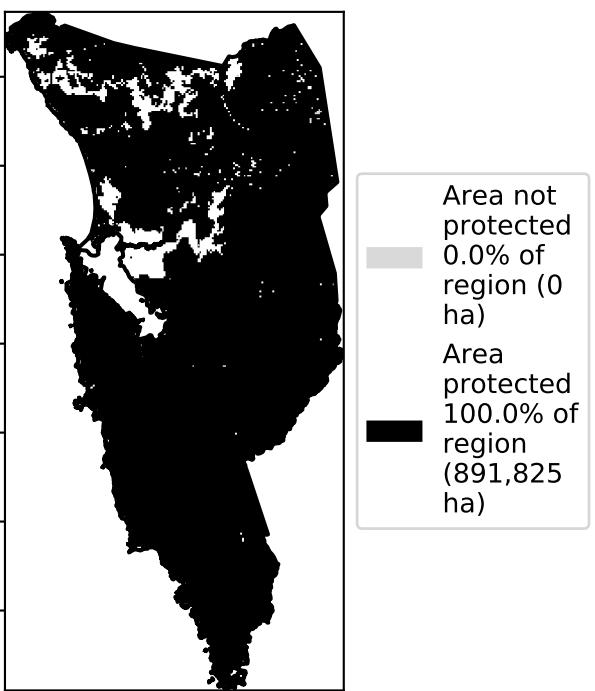 Area not
protected
0.0% of
region (0
ha)
Area
protected
100.0% of
region
(891,825
ha)